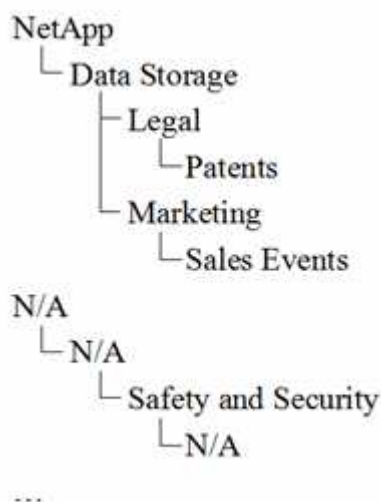 NetApp
Data Storage
Legal
Patents
Marketing
Sales Events
N/A
N/A
Safety and Security
N/A
...